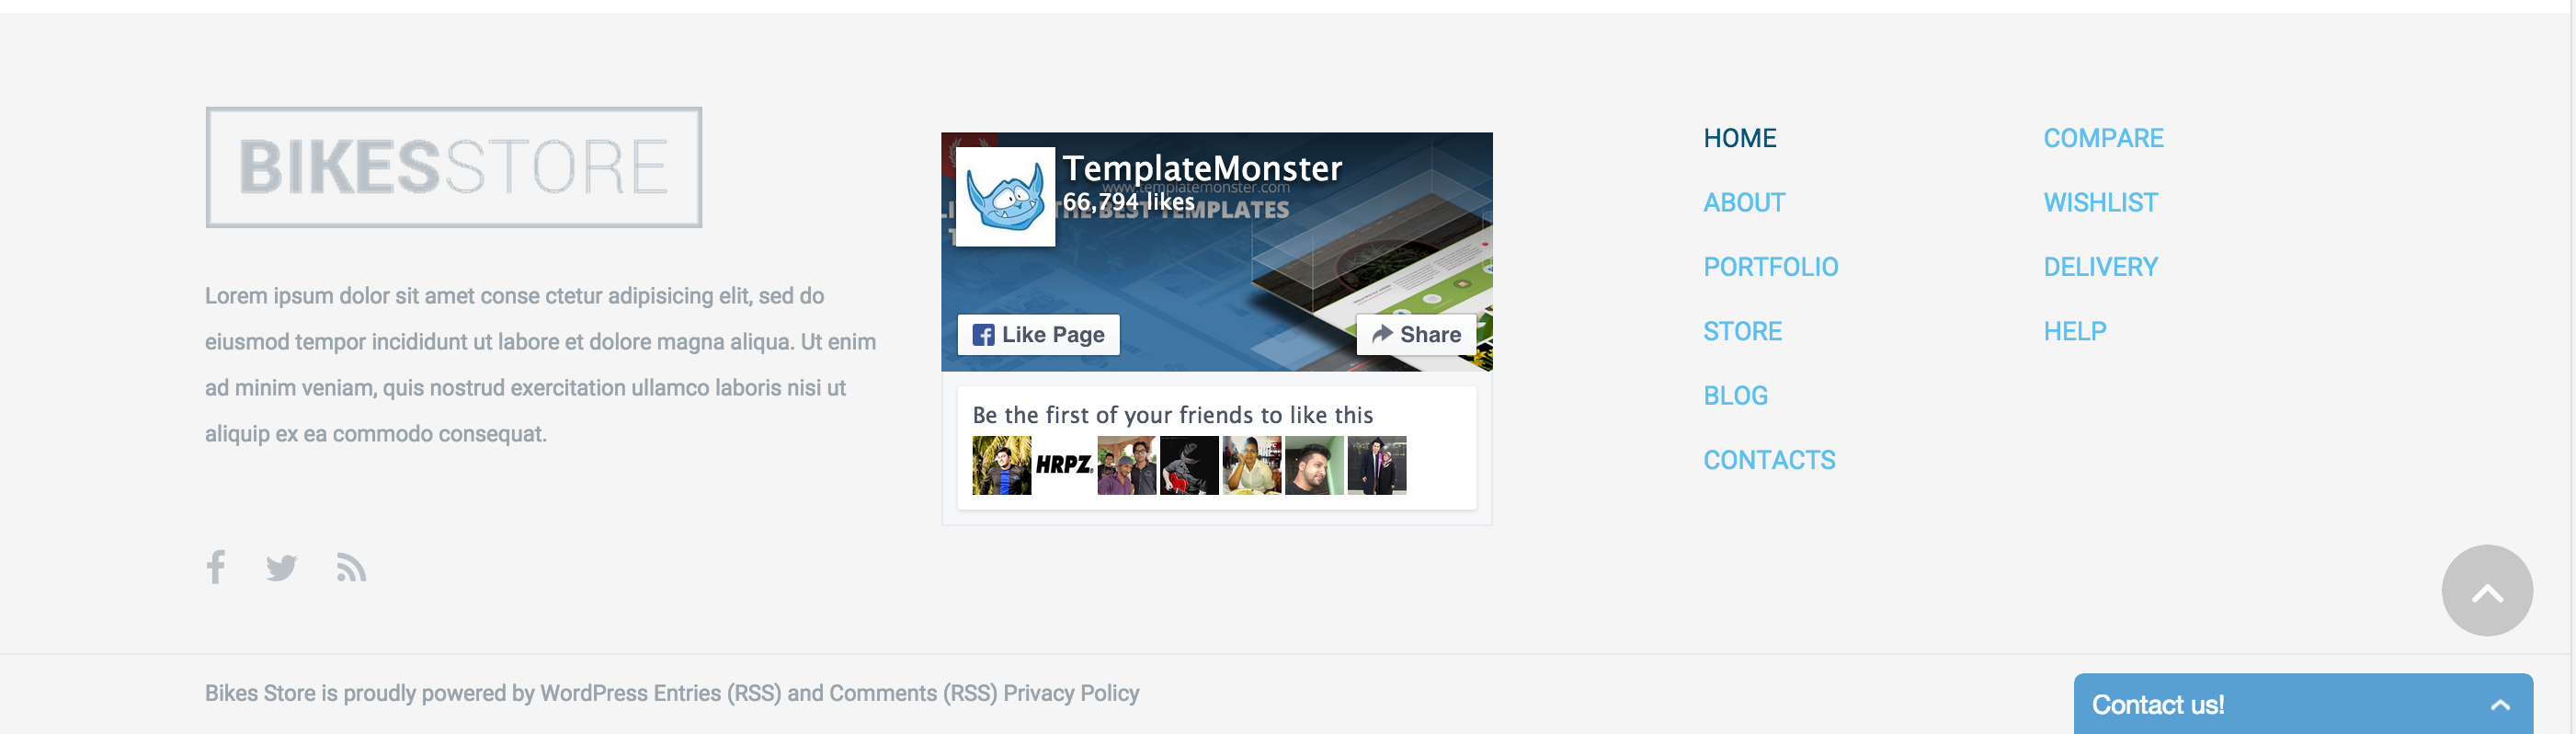 BIKESSTORE
Lorem ipsum dolor sit amet conse ctetur adipisicing elit, sed do
eiusmod tempor incididunt ut labore et dolore magna aliqua. Ut enim
ad minim veniam, quis nostrud exercitation ullamco laboris nisi ut
aliquip ex ea commodo consequat.
TemplateMonster
www.templatemonster.com
66,794 likes
THE BEST TEMPLATES
Like Page
Share
Be the first of your friends to like this
HRPZ
HOME
ABOUT
PORTFOLIO
STORE
BLOG
CONTACTS
COMPARE
WISHLIST
DELIVERY
HELP
Bikes Store is proudly powered by WordPress Entries (RSS) and Comments (RSS) Privacy Policy
Contact us!